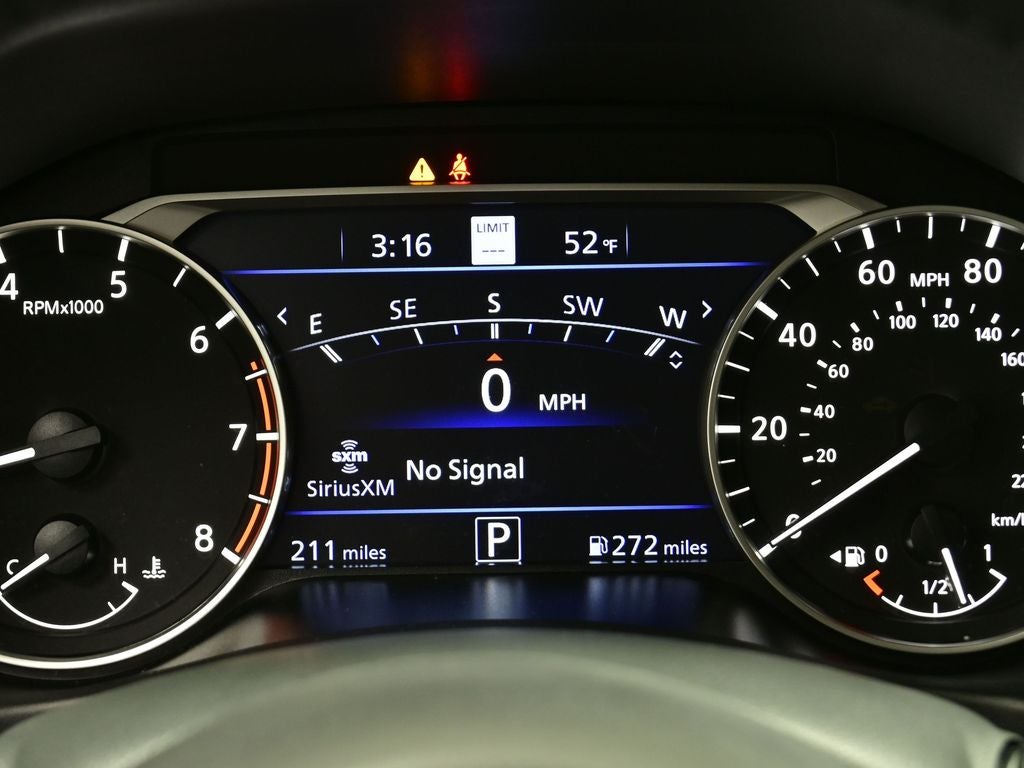 3:16
LIMIT
---
52 °F
E SE S SW W
0 MPH
sxm
SiriusXM
No Signal
211 miles
P
272 miles
4 5 6 7 8
RPMx1000
C H
0 20 40 60 80
MPH
20 40 60 80 100 120 140 160
km/
0 1/2 1